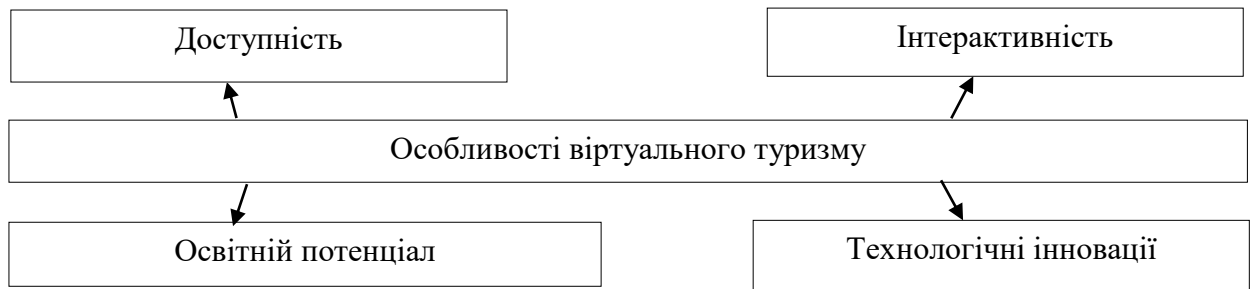 Доступність
Інтерактивність
Особливості віртуального туризму
Освітній потенціал
Технологічні інновації